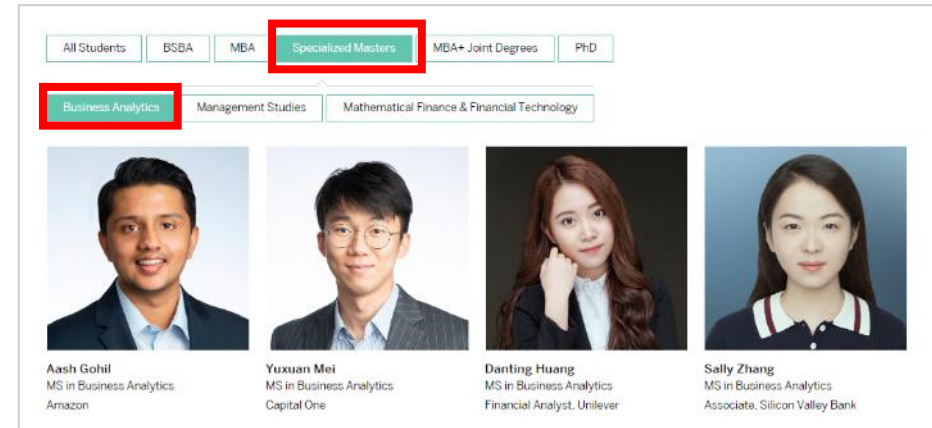 All Students BSBA MBA Specialized Masters MBA+ Joint Degrees PhD
Business Analytics Management Studies Mathematical Finance & Financial Technology
Aash Gohil Yuxuan Mei Danting Huang Sally Zhang
MS in Business Analytics MS in Business Analytics MS in Business Analytics MS in Business Analytics
Amazon Capital One Financial Analyst, Unilever Associate, Silicon Valley Bank